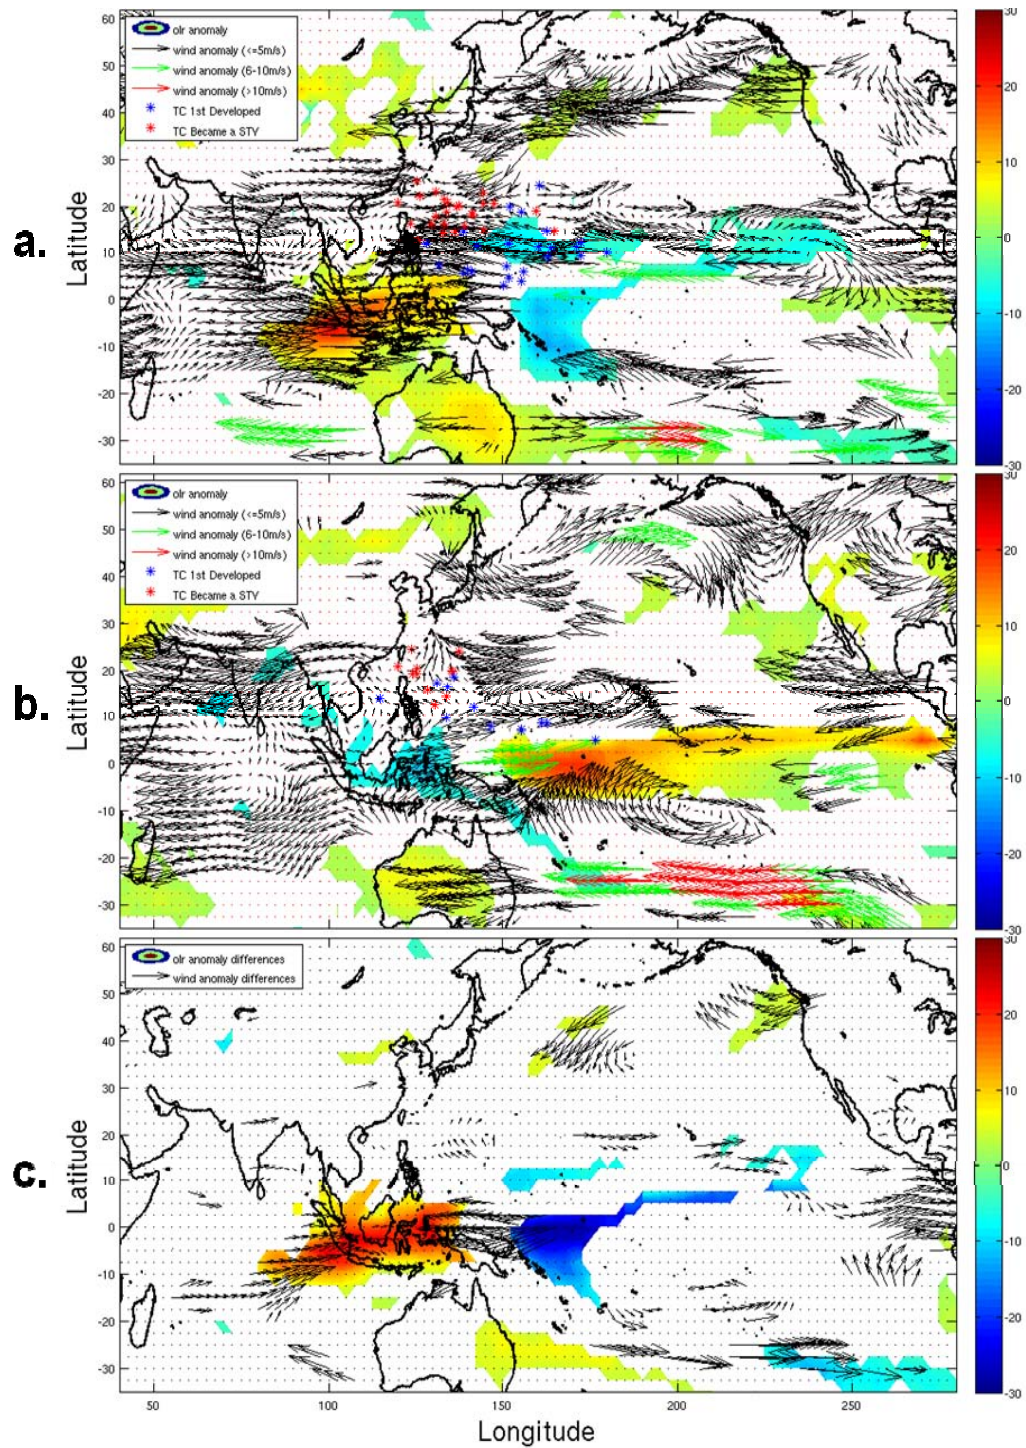 a.
olr anomaly
wind anomaly (<=5m/s)
wind anomaly (6-10m/s)
wind anomaly (>10m/s)
TC 1st Developed
TC Became a STY
Latitude
60
50
40
30
20
10
0
-10
-20
-30
30
20
10
0
-10
-20
-30
b.
olr anomaly
wind anomaly (<=5m/s)
wind anomaly (6-10m/s)
wind anomaly (>10m/s)
TC 1st Developed
TC Became a STY
Latitude
60
50
40
30
20
10
0
-10
-20
-30
30
20
10
0
-10
-20
-30
c.
olr anomaly differences
wind anomaly differences
Latitude
60
50
40
30
20
10
0
-10
-20
-30
30
20
10
0
-10
-20
-30
50
100
150
200
250
Longitude